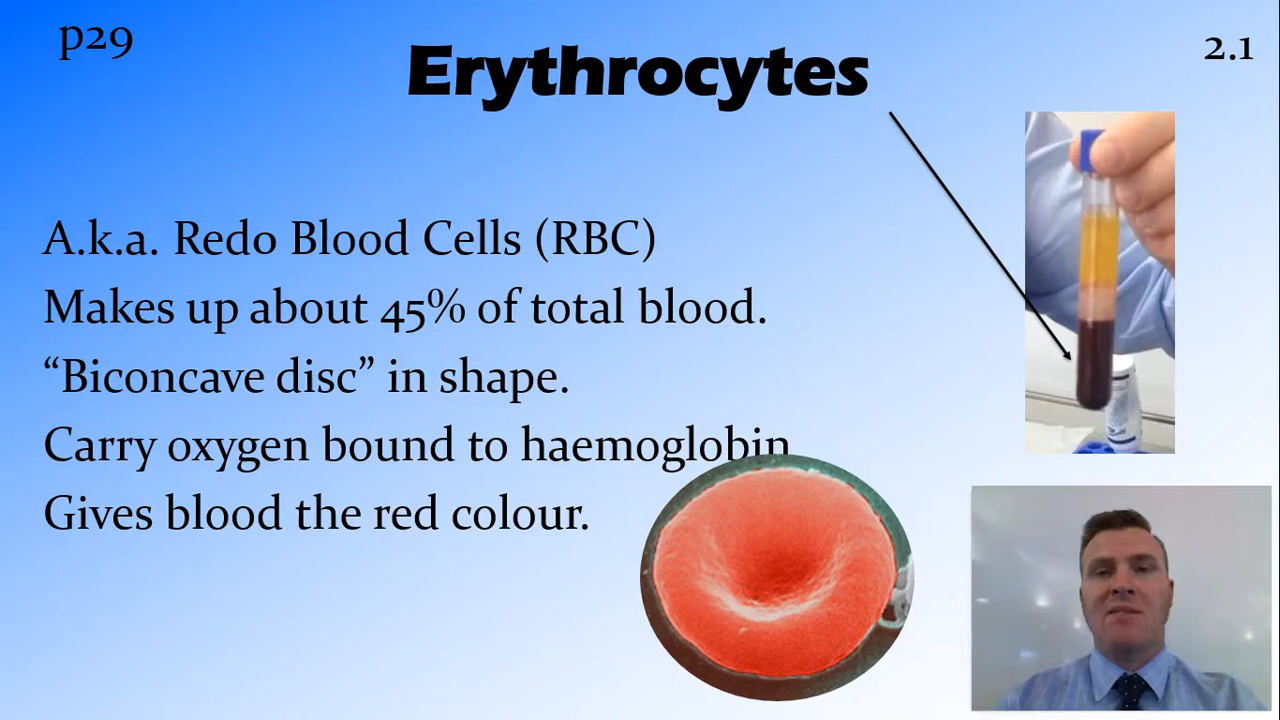 p29
Erythrocytes
2.1
A.k.a. Redo Blood Cells (RBC)
Makes up about 45% of total blood.
“Biconcave disc” in shape.
Carry oxygen bound to haemoglobin
Gives blood the red colour.